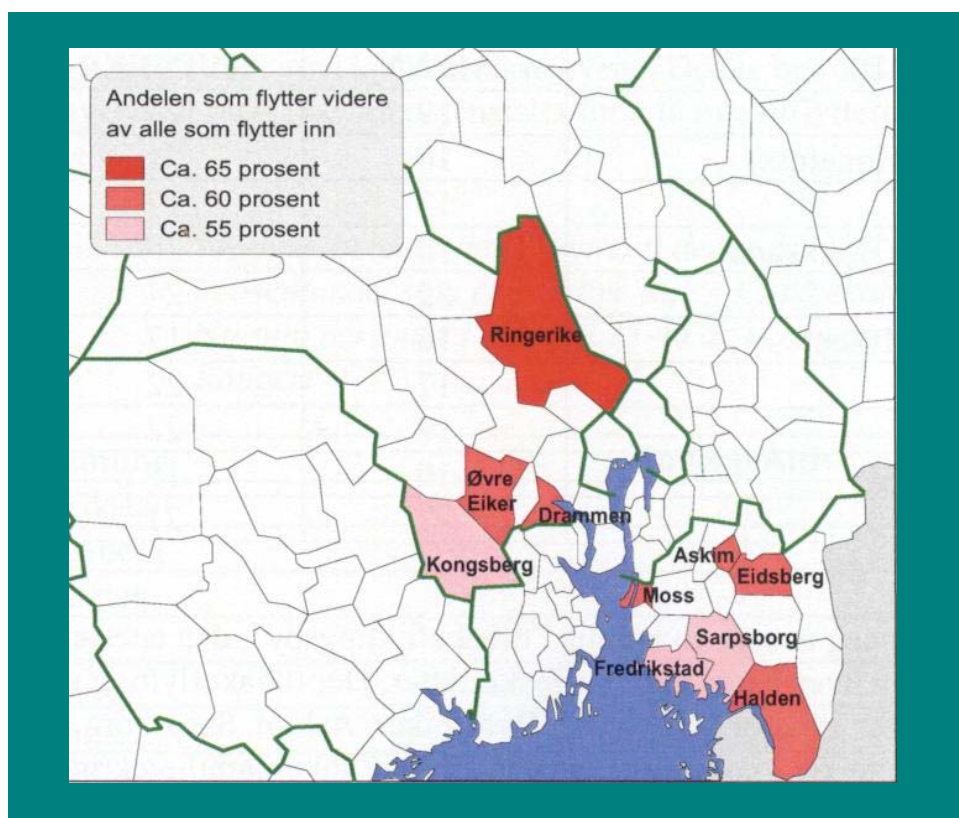 Andelen som flytter videre
av alle som flytter inn
Ca. 65 prosent
Ca. 60 prosent
Ca. 55 prosent
Ringerike
Øvre
Eiker
Drammen
Kongsberg
Askim
Eidsberg
Moss
Sarpsborg
Fredrikstad
Halden